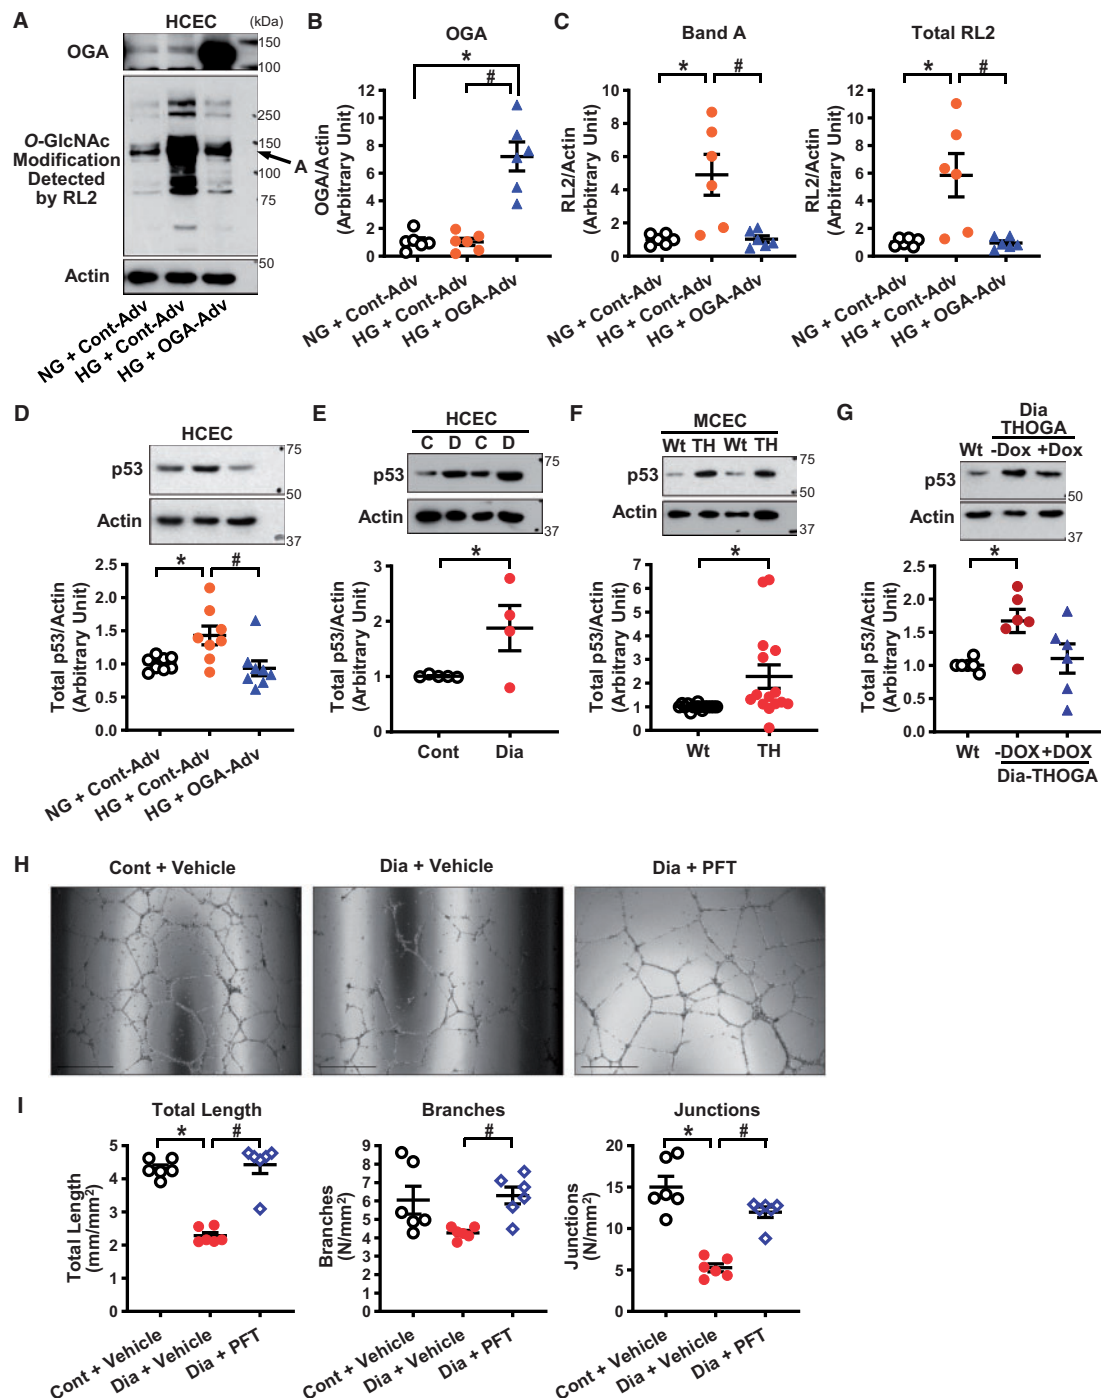 A
HCEC
(kDa)
OGA
150
100
O-GlcNAc
Modification
Detected
by RL2
250
150
A
100
75
50
Actin
NG + Cont-Adv
HG + Cont-Adv
HG + OGA-Adv
B
OGA
*
#
OGA/Actin
(Arbitrary Unit)
12
10
8
6
4
2
0
NG + Cont-Adv
HG + Cont-Adv
HG + OGA-Adv
C
Band A
* #
RL2/Actin
(Arbitrary Unit)
12
10
8
6
4
2
0
NG + Cont-Adv
HG + Cont-Adv
HG + OGA-Adv
Total RL2
* #
RL2/Actin
(Arbitrary Unit)
12
10
8
6
4
2
0
NG + Cont-Adv
HG + Cont-Adv
HG + OGA-Adv
D
HCEC
p53
75
50
Actin
37
* #
Total p53/Actin
(Arbitrary Unit)
2.5
2.0
1.5
1.0
0.5
0.0
NG + Cont-Adv
HG + Cont-Adv
HG + OGA-Adv
E
HCEC
C D C D
p53
75
50
Actin
37
*
Total p53/Actin
(Arbitrary Unit)
3
2
1
0
Cont Dia
F
MCEC
Wt TH Wt TH
p53
75
50
Actin
37
*
Total p53/Actin
(Arbitrary Unit)
7
6
5
4
3
2
1
0
Wt TH
G
Dia
THOGA
Wt -Dox +Dox
p53
50
Actin
37
*
Total p53/Actin
(Arbitrary Unit)
2.5
2.0
1.5
1.0
0.5
0.0
Wt -DOX +DOX
Dia-THOGA
H
Cont + Vehicle
Dia + Vehicle
Dia + PFT
I
Total Length
* #
Total Length
(mm/mm²)
5
4
3
2
1
0
Cont + Vehicle
Dia + Vehicle
Dia + PFT
Branches
#
Branches
(N/mm²)
9
8
7
6
5
4
3
2
1
0
Cont + Vehicle
Dia + Vehicle
Dia + PFT
Junctions
* #
Junctions
(N/mm²)
20
15
10
5
0
Cont + Vehicle
Dia + Vehicle
Dia + PFT